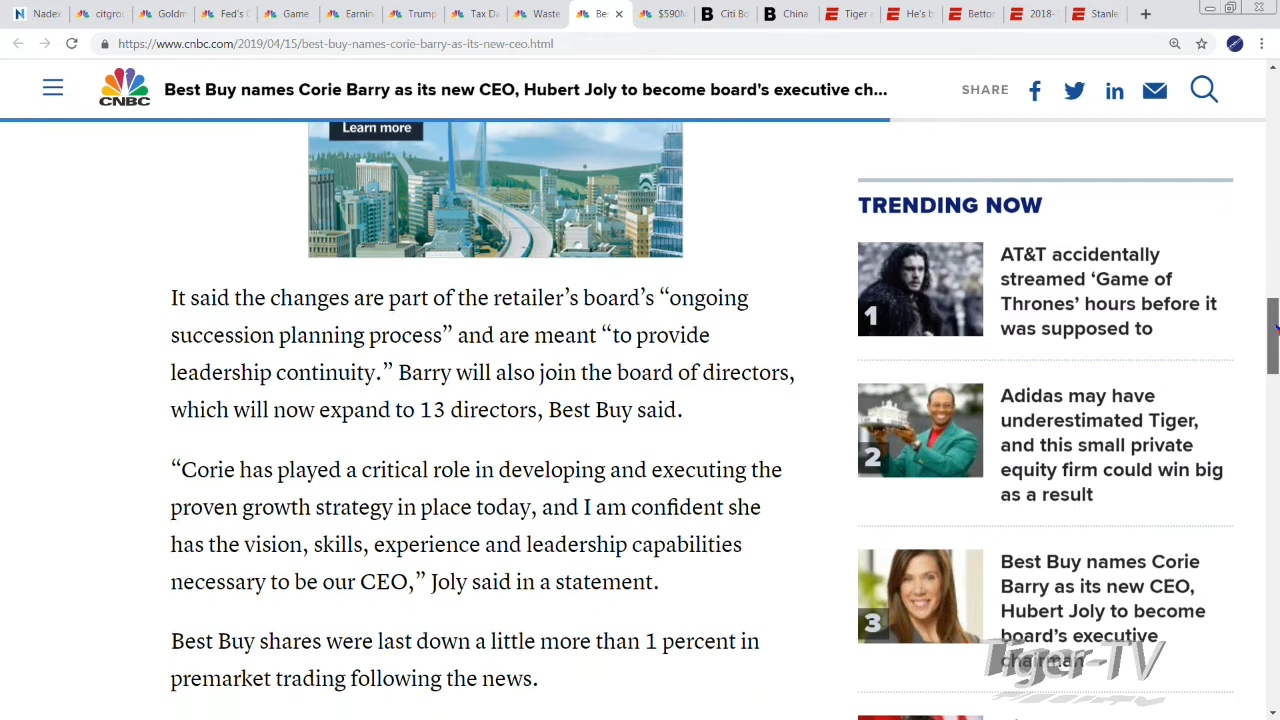 Nadex
citgro
Goldm
Fed's C
Game
Earnin
Trump
Tax Da
Waste
Be
$590M
Citi Bo
China
Tiger a
He's b
Bettor
2018-
Stanle
https://www.cnbc.com/2019/04/15/best-buy-names-corie-barry-as-its-new-ceo.html
CNBC
Best Buy names Corie Barry as its new CEO, Hubert Joly to become board's executive ch...
SHARE
Learn more
It said the changes are part of the retailer’s board’s “ongoing
succession planning process” and are meant “to provide
leadership continuity.” Barry will also join the board of directors,
which will now expand to 13 directors, Best Buy said.
“Corie has played a critical role in developing and executing the
proven growth strategy in place today, and I am confident she
has the vision, skills, experience and leadership capabilities
necessary to be our CEO,” Joly said in a statement.
Best Buy shares were last down a little more than 1 percent in
premarket trading following the news.
TRENDING NOW
1
AT&T accidentally
streamed ‘Game of
Thrones’ hours before it
was supposed to
2
Adidas may have
underestimated Tiger,
and this small private
equity firm could win big
as a result
3
Best Buy names Corie
Barry as its new CEO,
Hubert Joly to become
board’s executive
chairman
Tiger-TV